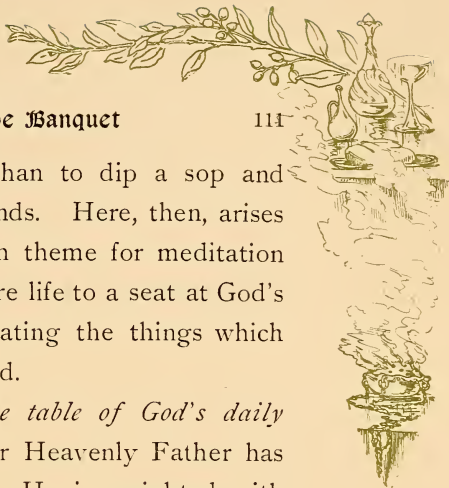 e Banquet 111
han to dip a sop and
nds. Here, then, arises
n theme for meditation
re life to a seat at God's
ating the things which
d.
e table of God's daily
r Heavenly Father has
with